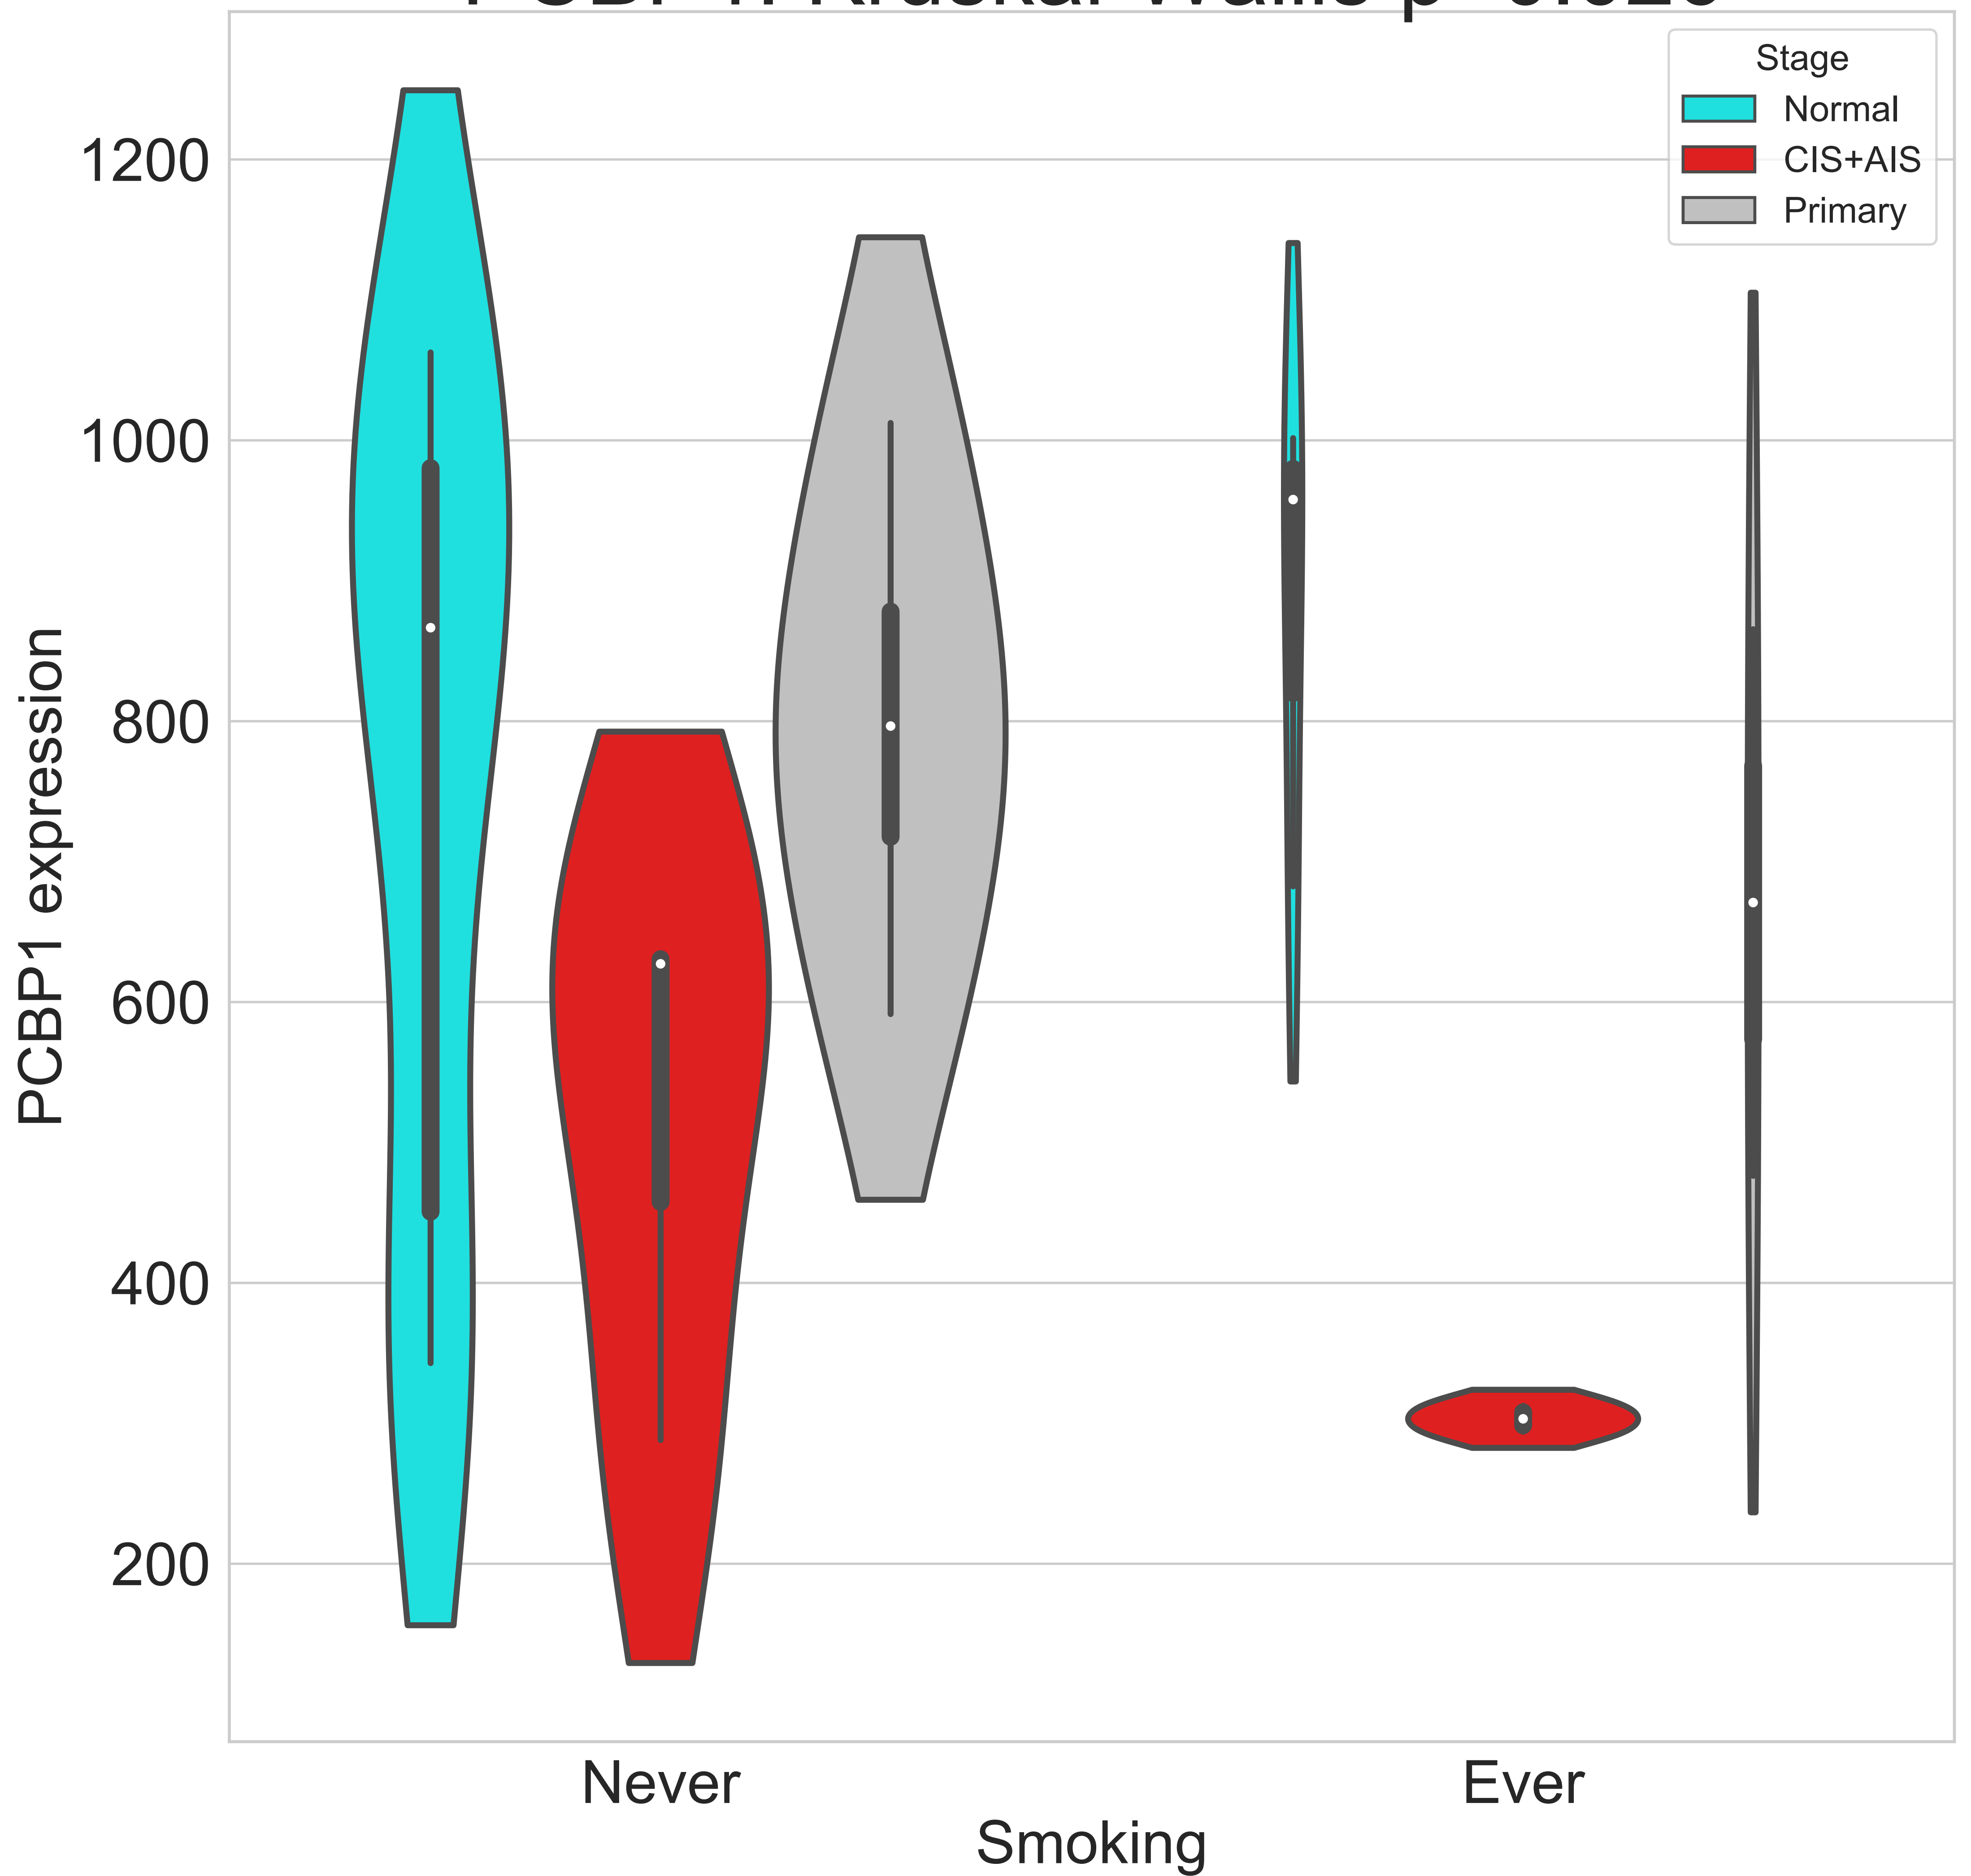 Stage
Normal
CIS+AIS
Primary
1200
1000
800
600
400
200
PCBP1 expression
Never
Ever
Smoking